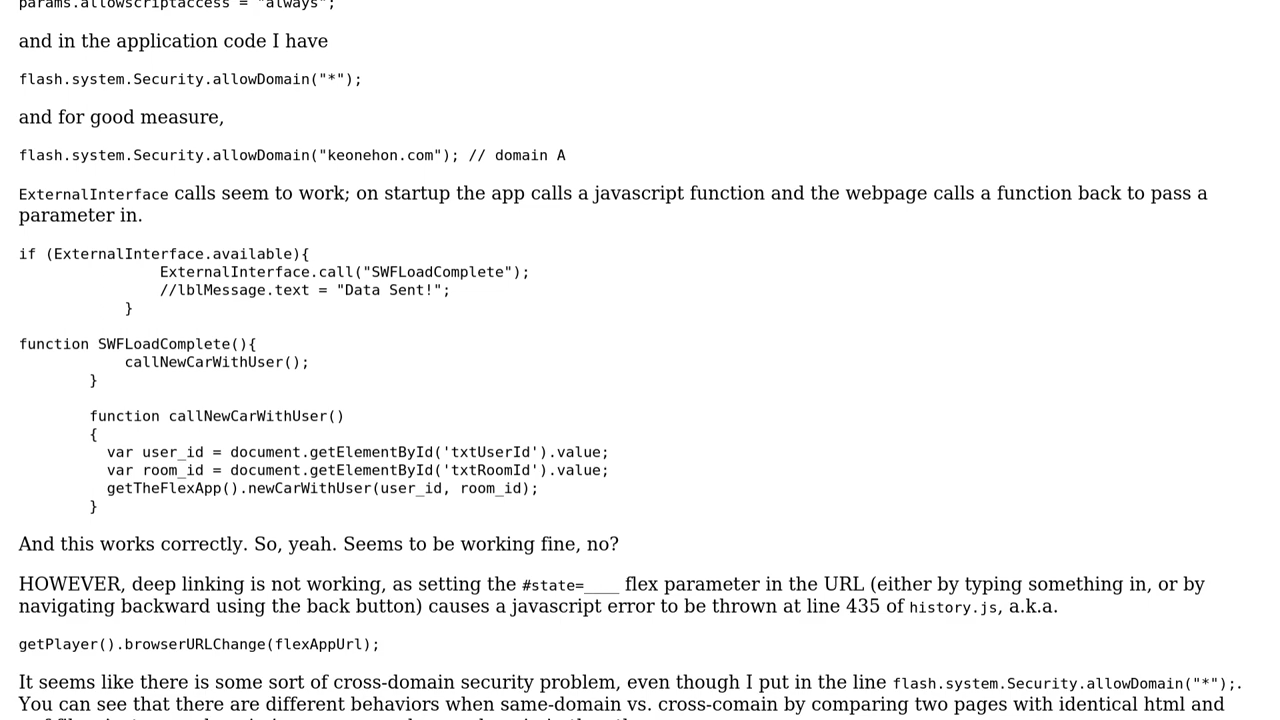 params.allowscriptaccess = "always";
and in the application code I have
flash.system.Security.allowDomain("*");
and for good measure,
flash.system.Security.allowDomain("keonehon.com"); // domain A
ExternalInterface calls seem to work; on startup the app calls a javascript function and the webpage calls a function back to pass a
parameter in.
if (ExternalInterface.available){
ExternalInterface.call("SWFLoadComplete");
//lblMessage.text = "Data Sent!";
}
function SWFLoadComplete(){
callNewCarWithUser();
}
function callNewCarWithUser()
{
var user_id = document.getElementById('txtUserId').value;
var room_id = document.getElementById('txtRoomId').value;
getTheFlexApp().newCarWithUser(user_id, room_id);
}
And this works correctly. So, yeah. Seems to be working fine, no?
HOWEVER, deep linking is not working, as setting the #state=____ flex parameter in the URL (either by typing something in, or by
navigating backward using the back button) causes a javascript error to be thrown at line 435 of history.js, a.k.a.
getPlayer().browserURLChange(flexAppUrl);
It seems like there is some sort of cross-domain security problem, even though I put in the line flash.system.Security.allowDomain("*");.
You can see that there are different behaviors when same-domain vs. cross-comain by comparing two pages with identical html and